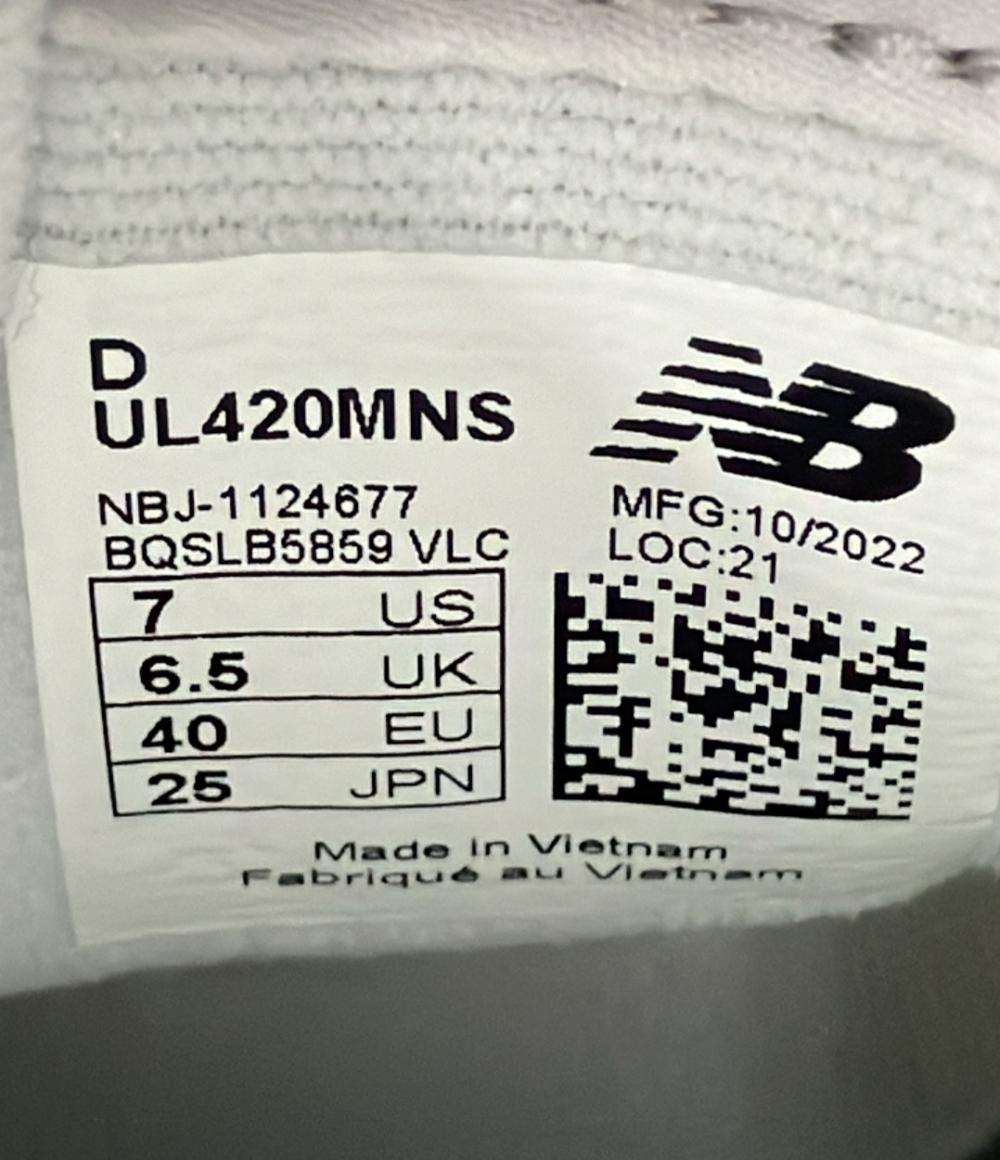 D
UL420MNS
NB
NBJ-1124677
BQSLB5859 VLC
MFG:10/2022
LOC:21
7 US
6.5 UK
40 EU
25 JPN
Made in Vietnam
Fabriqué au Vietnam